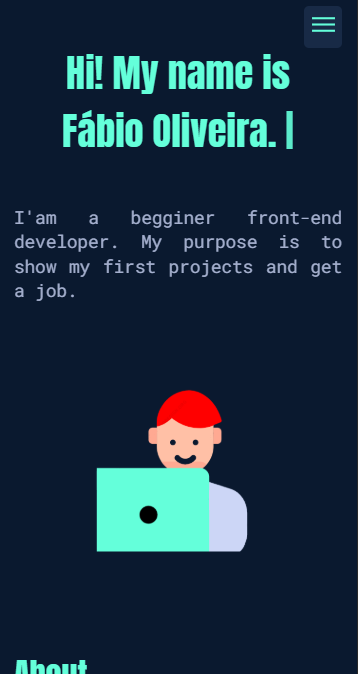 Hi! My name is
Fábio Oliveira. |
I'am a begginer front-end
developer. My purpose is to
show my first projects and get
a job.
About